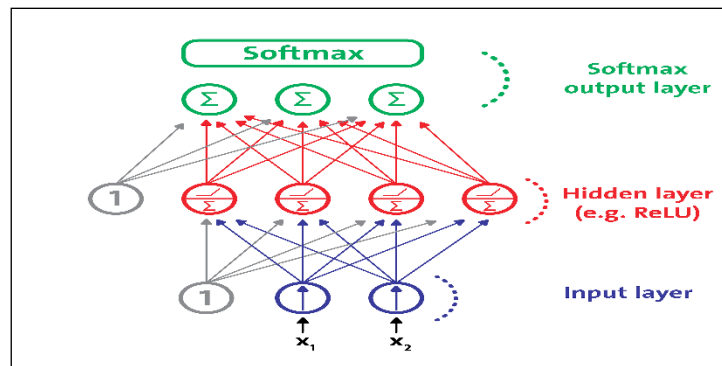 Softmax
Softmax
output layer
Σ Σ Σ
1
Σ Σ Σ Σ
Hidden layer
(e.g. ReLU)
1
Input layer
x₁ x₂